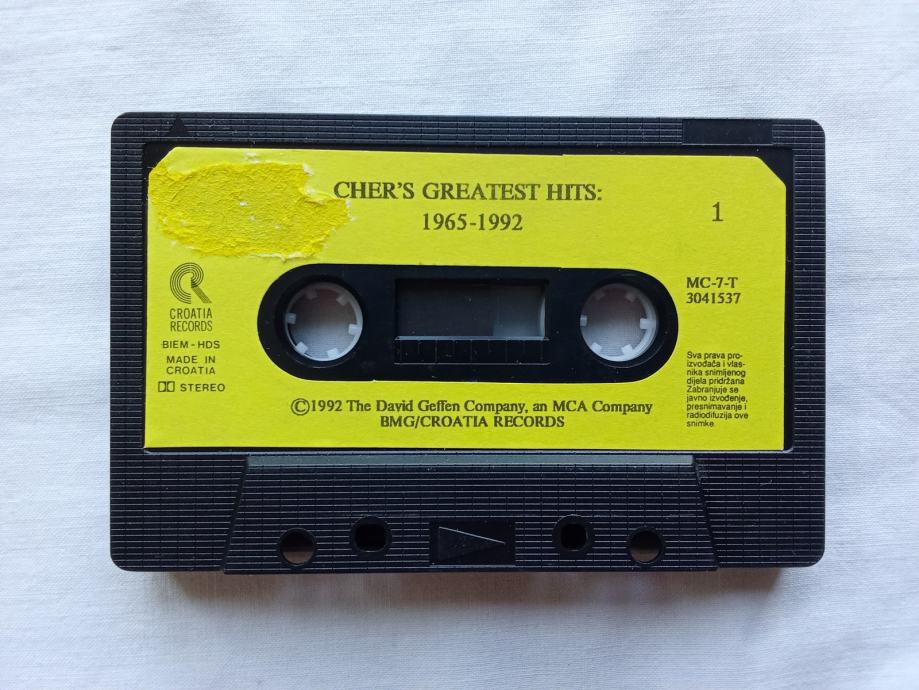 CHER'S GREATEST HITS:
1965-1992
1
CROATIA
RECORDS
BIEM-HDS
MADE IN
CROATIA
STEREO
MC-7-T
3041537
Sva prava pro-
izvođača i vlas-
nika snimljenog
dijela pridržana
Zabranjuje se
javno izvođenje,
presnimavanje i
radiodifuzija ove
snimke.
©1992 The David Geffen Company, an MCA Company
BMG/CROATIA RECORDS